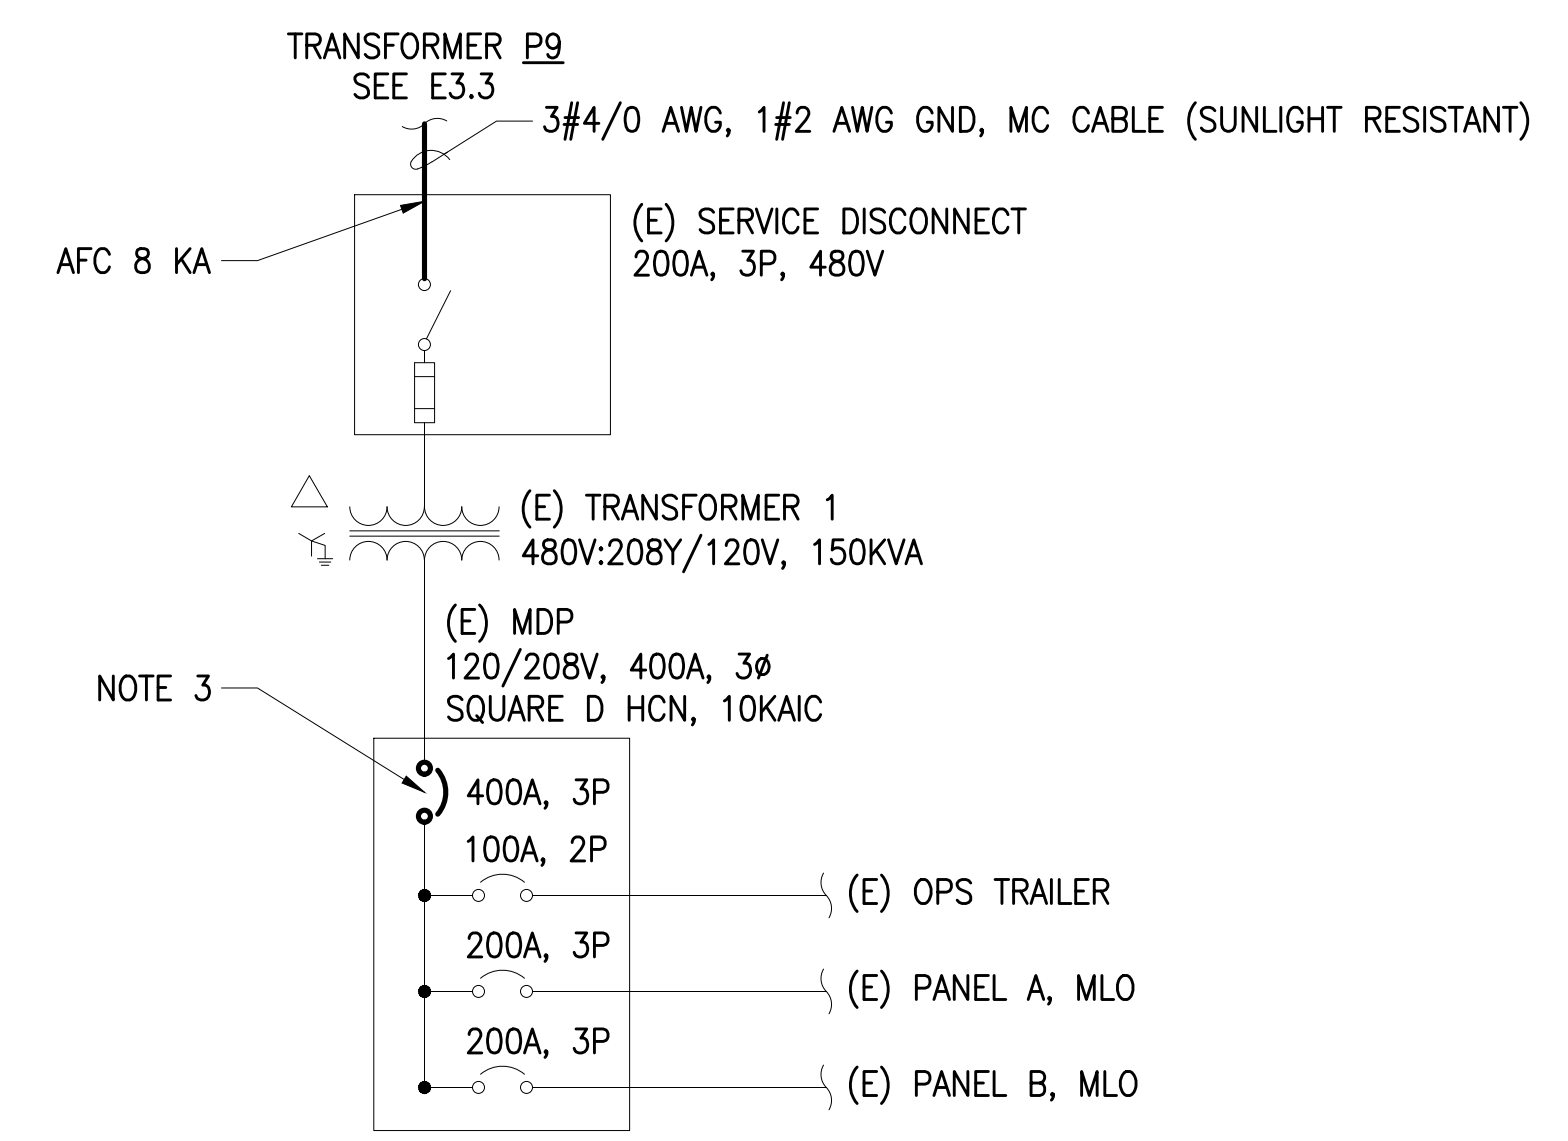 TRANSFORMER P9
SEE E3.3
3#4/0 AWG, 1#2 AWG GND, MC CABLE (SUNLIGHT RESISTANT)
(E) SERVICE DISCONNECT
200A, 3P, 480V
AFC 8 KA
(E) TRANSFORMER 1
480V:208Y/120V, 150KVA
(E) MDP
120/208V, 400A, 3ø
SQUARE D HCN, 10KAIC
NOTE 3
400A, 3P
100A, 2P
(E) OPS TRAILER
200A, 3P
(E) PANEL A, MLO
200A, 3P
(E) PANEL B, MLO